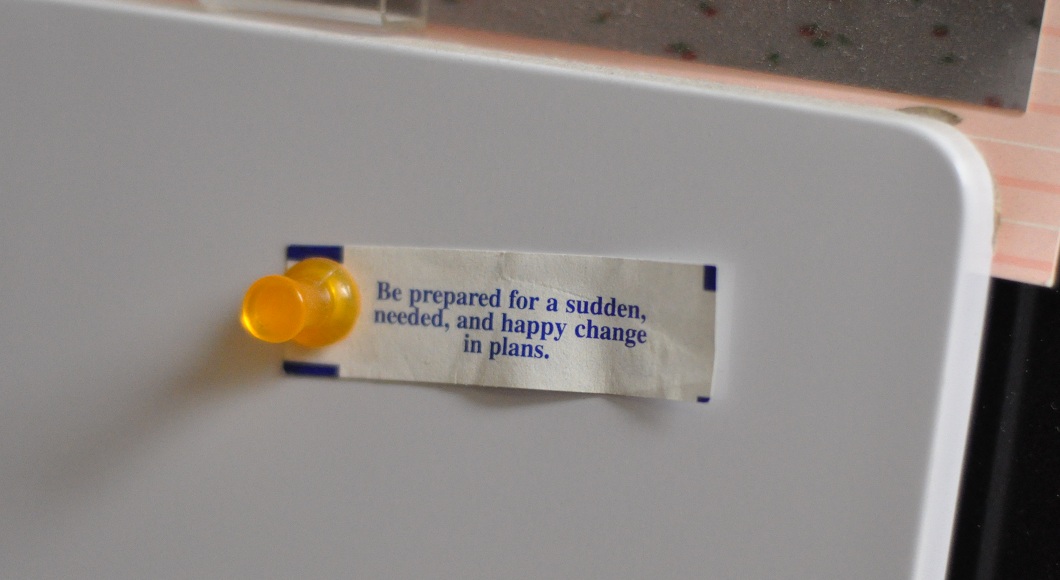 Be prepared for a sudden,
needed, and happy change
in plans.